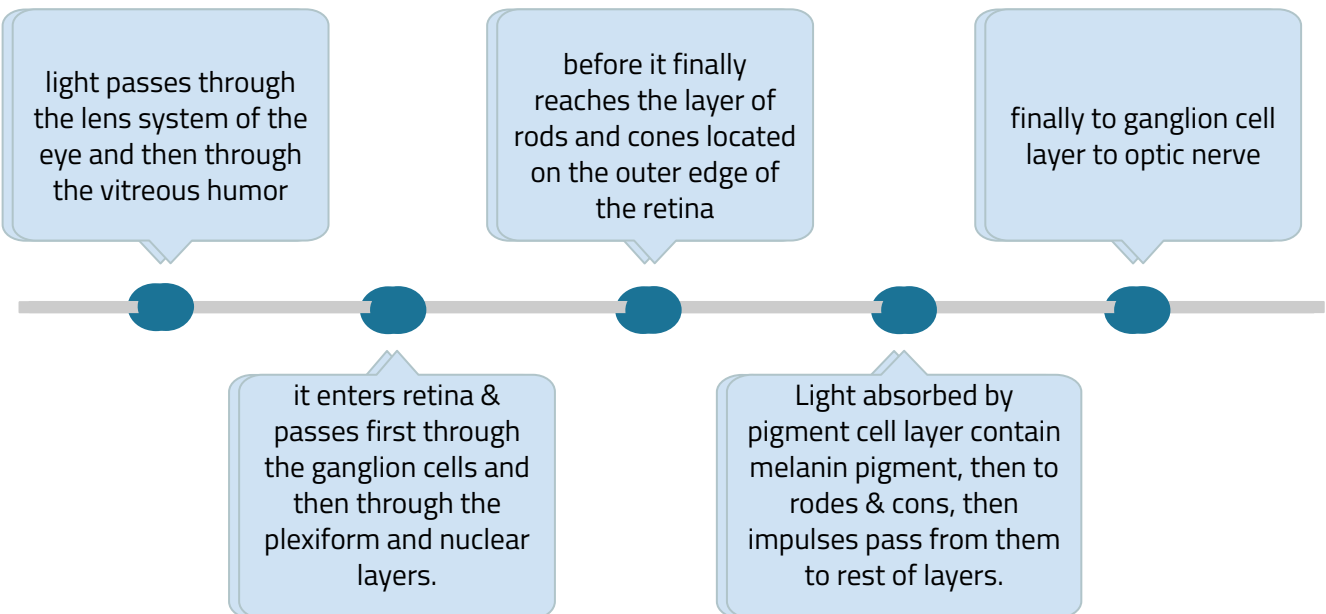 light passes through
the lens system of the
eye and then through
the vitreous humor
it enters retina &
passes first through
the ganglion cells and
then through the
plexiform and nuclear
layers.
before it finally
reaches the layer of
rods and cones located
on the outer edge of
the retina
Light absorbed by
pigment cell layer contain
melanin pigment, then to
rodes & cons, then
impulses pass from them
to rest of layers.
finally to ganglion cell
layer to optic nerve